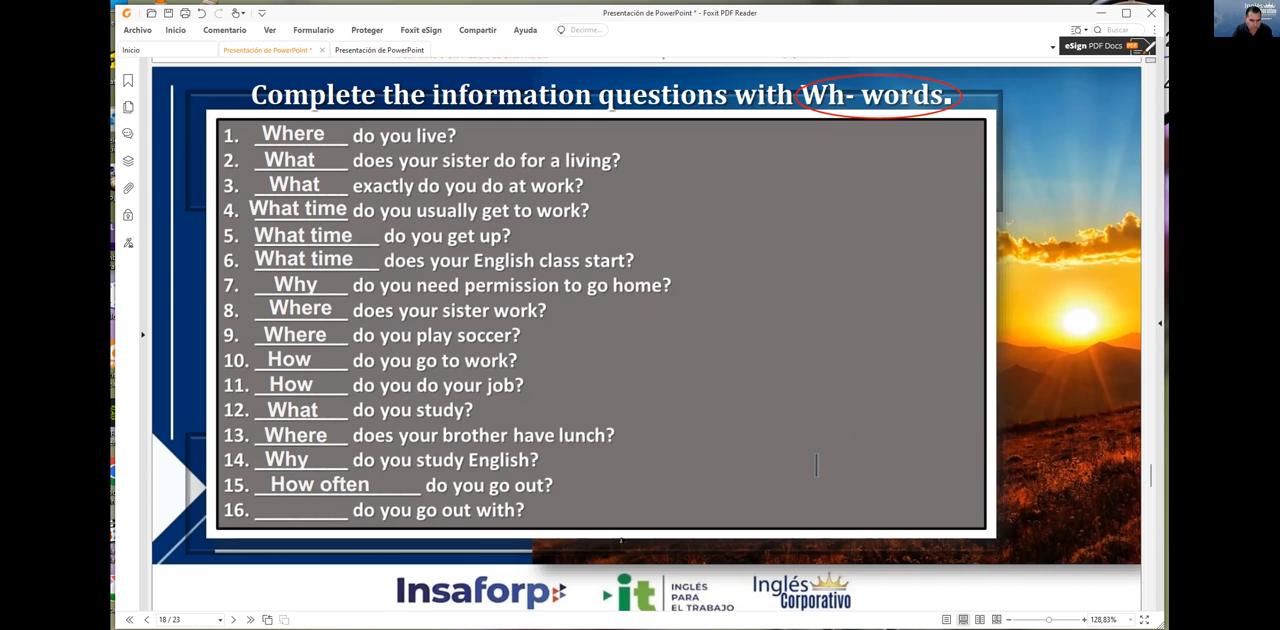 Presentación de PowerPoint * - Foxit PDF Reader
Archivo Inicio Comentario Ver Formulario Proteger Foxit eSign Compartir Ayuda Decirme... Buscar
Inicio Presentación de PowerPoint * Presentación de PowerPoint eSign PDF Docs
Complete the information questions with Wh- words.
1. Where do you live?
2. What does your sister do for a living?
3. What exactly do you do at work?
4. What time do you usually get to work?
5. What time do you get up?
6. What time does your English class start?
7. Why do you need permission to go home?
8. Where does your sister work?
9. Where do you play soccer?
10. How do you go to work?
11. How do you do your job?
12. What do you study?
13. Where does your brother have lunch?
14. Why do you study English?
15. How often do you go out?
16. _________ do you go out with?
Insaforp it INGLÉS PARA EL TRABAJO Inglés Corporativo
18 / 23 128,83%
Inglés
Corporativo